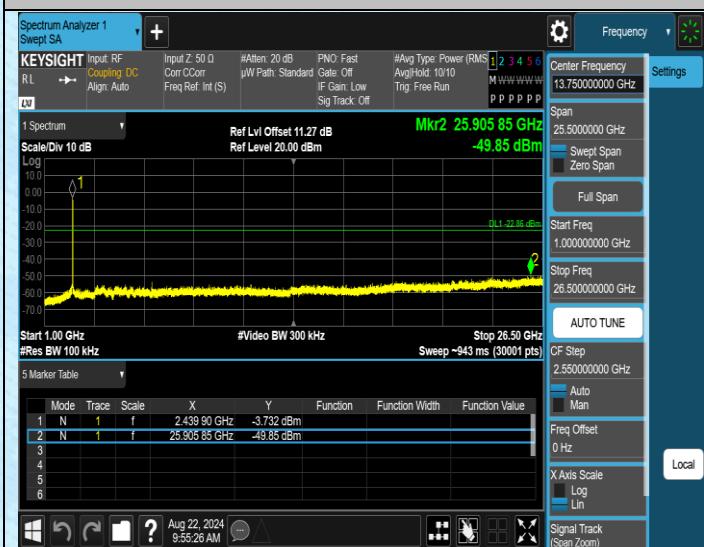 Spectrum Analyzer 1
Swept SA
Frequency
KEYSIGHT
R L
LXI
Input: RF
Coupling: DC
Align: Auto
Input Z: 50 Ω
Corr CCorr
Freq Ref: Int (S)
#Atten: 20 dB
µW Path: Standard
PNO: Fast
Gate: Off
IF Gain: Low
Sig Track: Off
#Avg Type: Power (RMS
Avg|Hold: 10/10
Trig: Free Run
1 2 3 4 5 6
M W W W W W
P P P P P P
Center Frequency
13.750000000 GHz
Settings
Span
25.5000000 GHz
Swept Span
Zero Span
Full Span
Start Freq
1.000000000 GHz
Stop Freq
26.500000000 GHz
AUTO TUNE
CF Step
2.550000000 GHz
Auto
Man
Freq Offset
0 Hz
X Axis Scale
Log
Lin
Signal Track
(Span Zoom)
Local
1 Spectrum
Scale/Div 10 dB
Ref Lvl Offset 11.27 dB
Ref Level 20.00 dBm
Mkr2 25.905 85 GHz
-49.85 dBm
Log
10.0
0.00
-10.0
-20.0
-30.0
-40.0
-50.0
-60.0
-70.0
1
DL1 -22.86 dBm
2
Start 1.00 GHz
#Video BW 300 kHz
Stop 26.50 GHz
#Res BW 100 kHz
Sweep ~943 ms (30001 pts)
5 Marker Table
Mode Trace Scale X Y Function Function Width Function Value
1 N 1 f 2.439 90 GHz -3.732 dBm
2 N 1 f 25.905 85 GHz -49.85 dBm
3
4
5
6
?
Aug 22, 2024
9:55:26 AM